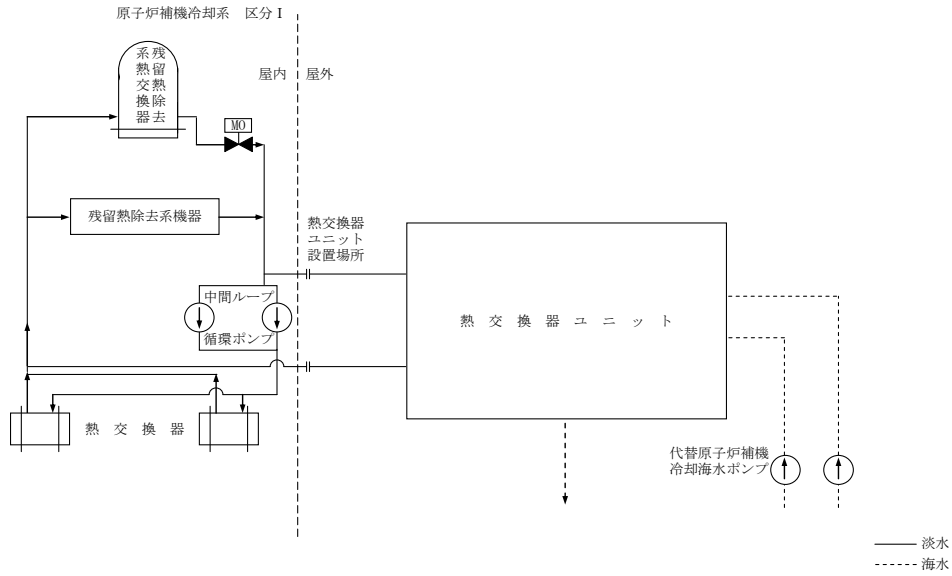 原子炉補機冷却系　区分Ⅰ
屋内
屋外
残留熱除去
系熱交換器
MO
残留熱除去系機器
熱交換器
ユニット
設置場所
中間ループ
循環ポンプ
熱 交 換 器 ユ ニ ッ ト
熱 交 換 器
代替原子炉補機
冷却海水ポンプ
淡水
海水